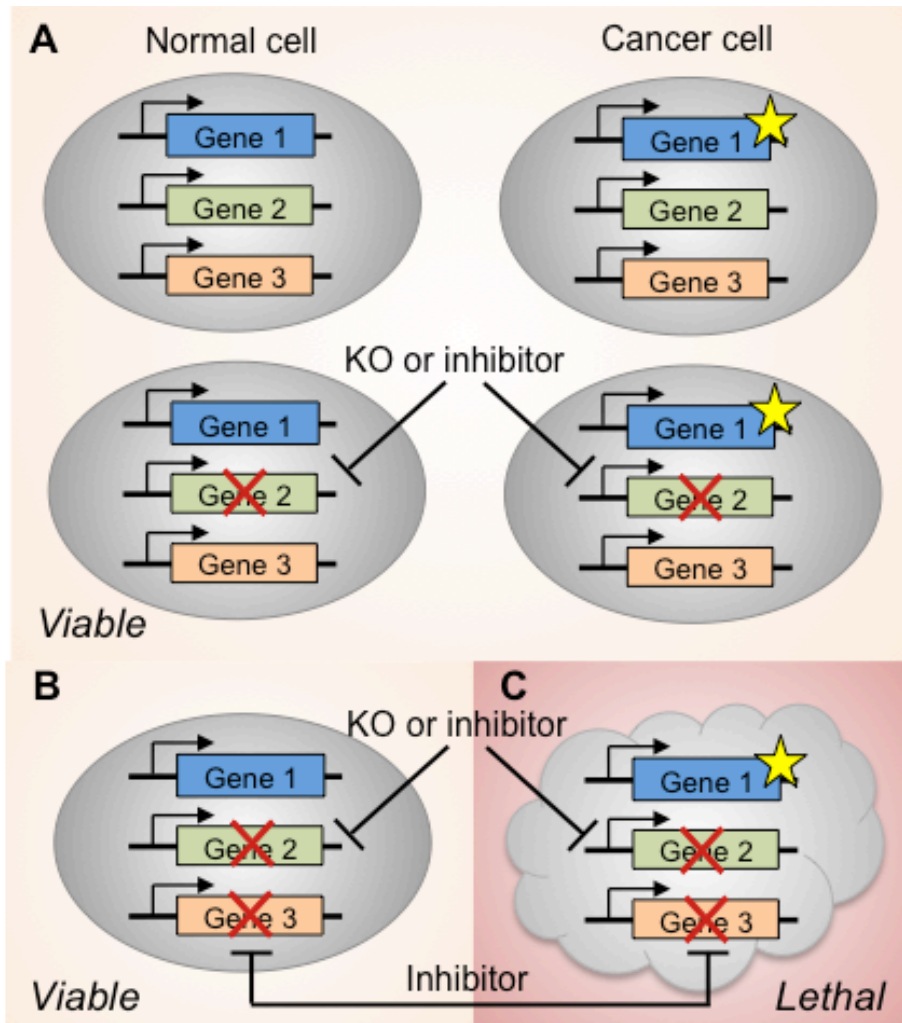 A
Normal cell
Cancer cell
Gene 1
Gene 1
Gene 2
Gene 2
Gene 3
Gene 3
KO or inhibitor
Gene 1
Gene 1
Gene 2
Gene 2
Gene 3
Gene 3
Viable
B
C
KO or inhibitor
Gene 1
Gene 1
Gene 2
Gene 2
Gene 3
Gene 3
Inhibitor
Viable
Lethal